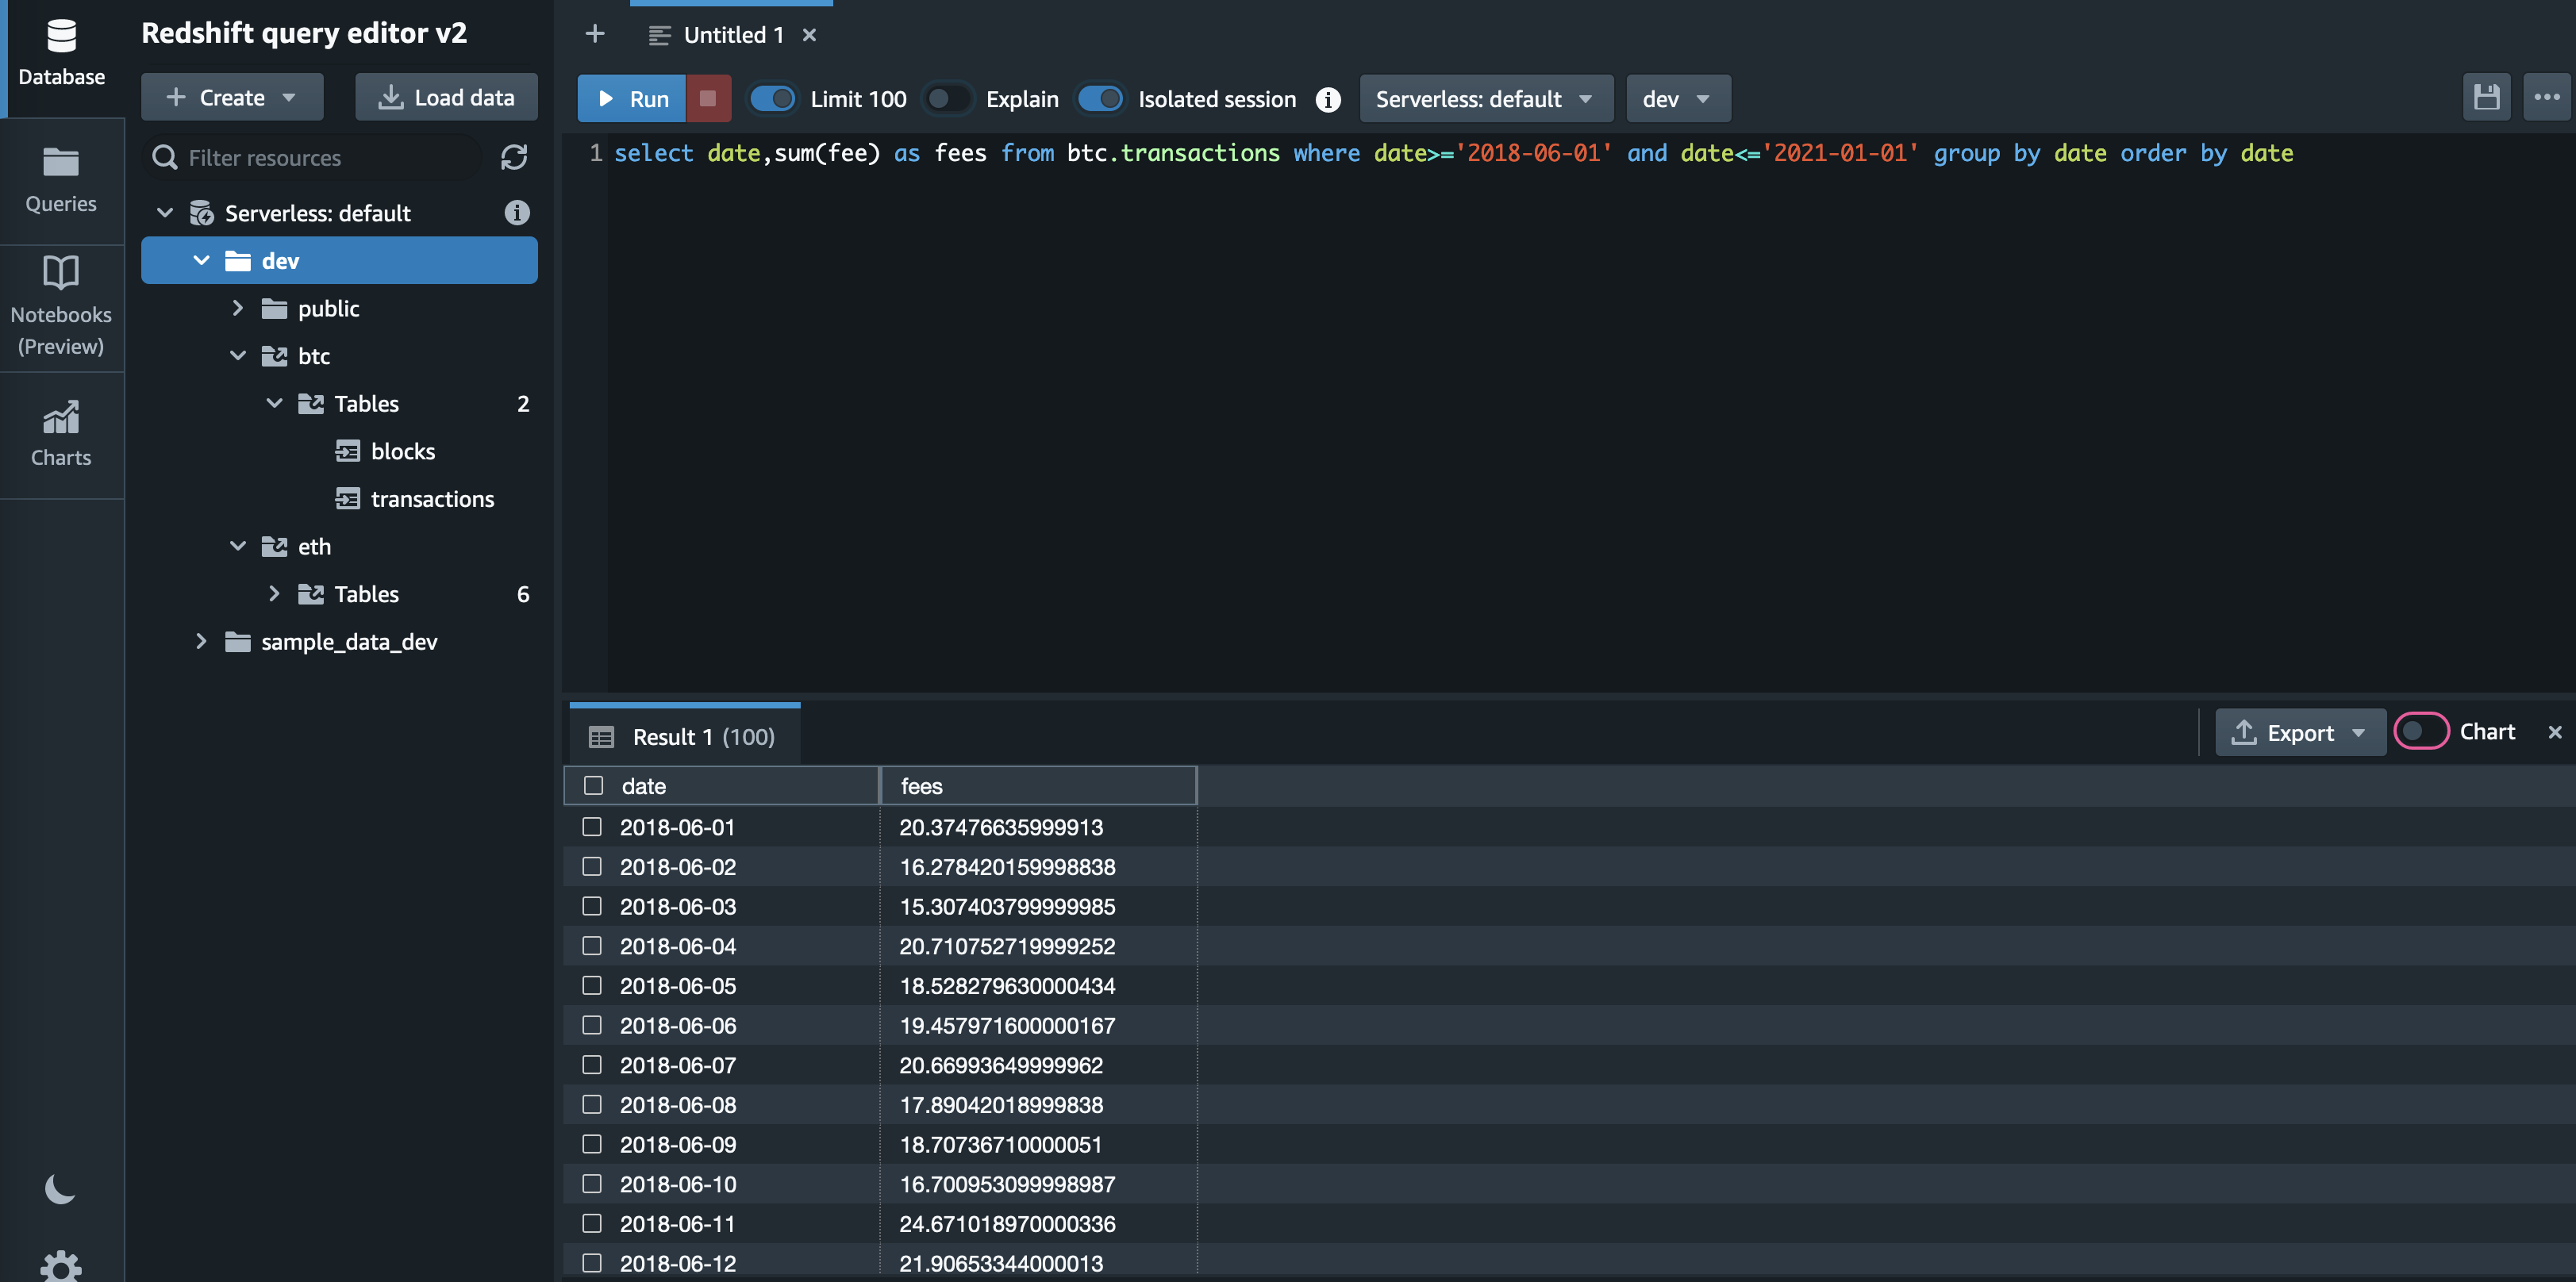 Database
Queries
Notebooks
(Preview)
Charts
Redshift query editor v2
Create
Load data
Filter resources
Serverless: default
dev
public
btc
Tables 2
blocks
transactions
eth
Tables 6
sample_data_dev
Untitled 1
Run
Limit 100
Explain
Isolated session
Serverless: default
dev
1 select date,sum(fee) as fees from btc.transactions where date>='2018-06-01' and date<='2021-01-01' group by date order by date
Result 1 (100)
Export
Chart
date fees
2018-06-01 20.37476635999913
2018-06-02 16.278420159998838
2018-06-03 15.307403799999985
2018-06-04 20.710752719999252
2018-06-05 18.528279630000434
2018-06-06 19.457971600000167
2018-06-07 20.66993649999962
2018-06-08 17.89042018999838
2018-06-09 18.70736710000051
2018-06-10 16.700953099998987
2018-06-11 24.671018970000336
2018-06-12 21.90653344000013